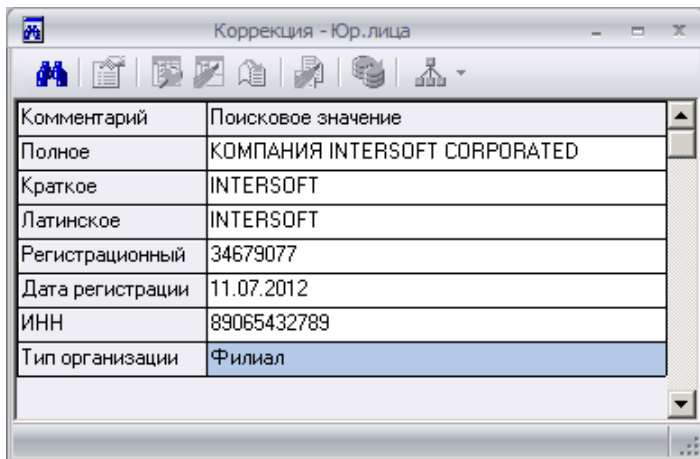 Коррекция - Юр.лица
Комментарий Поисковое значение
Полное КОМПАНИЯ INTERSOFT CORPORATED
Краткое INTERSOFT
Латинское INTERSOFT
Регистрационный 34679077
Дата регистрации 11.07.2012
ИНН 89065432789
Тип организации Филиал